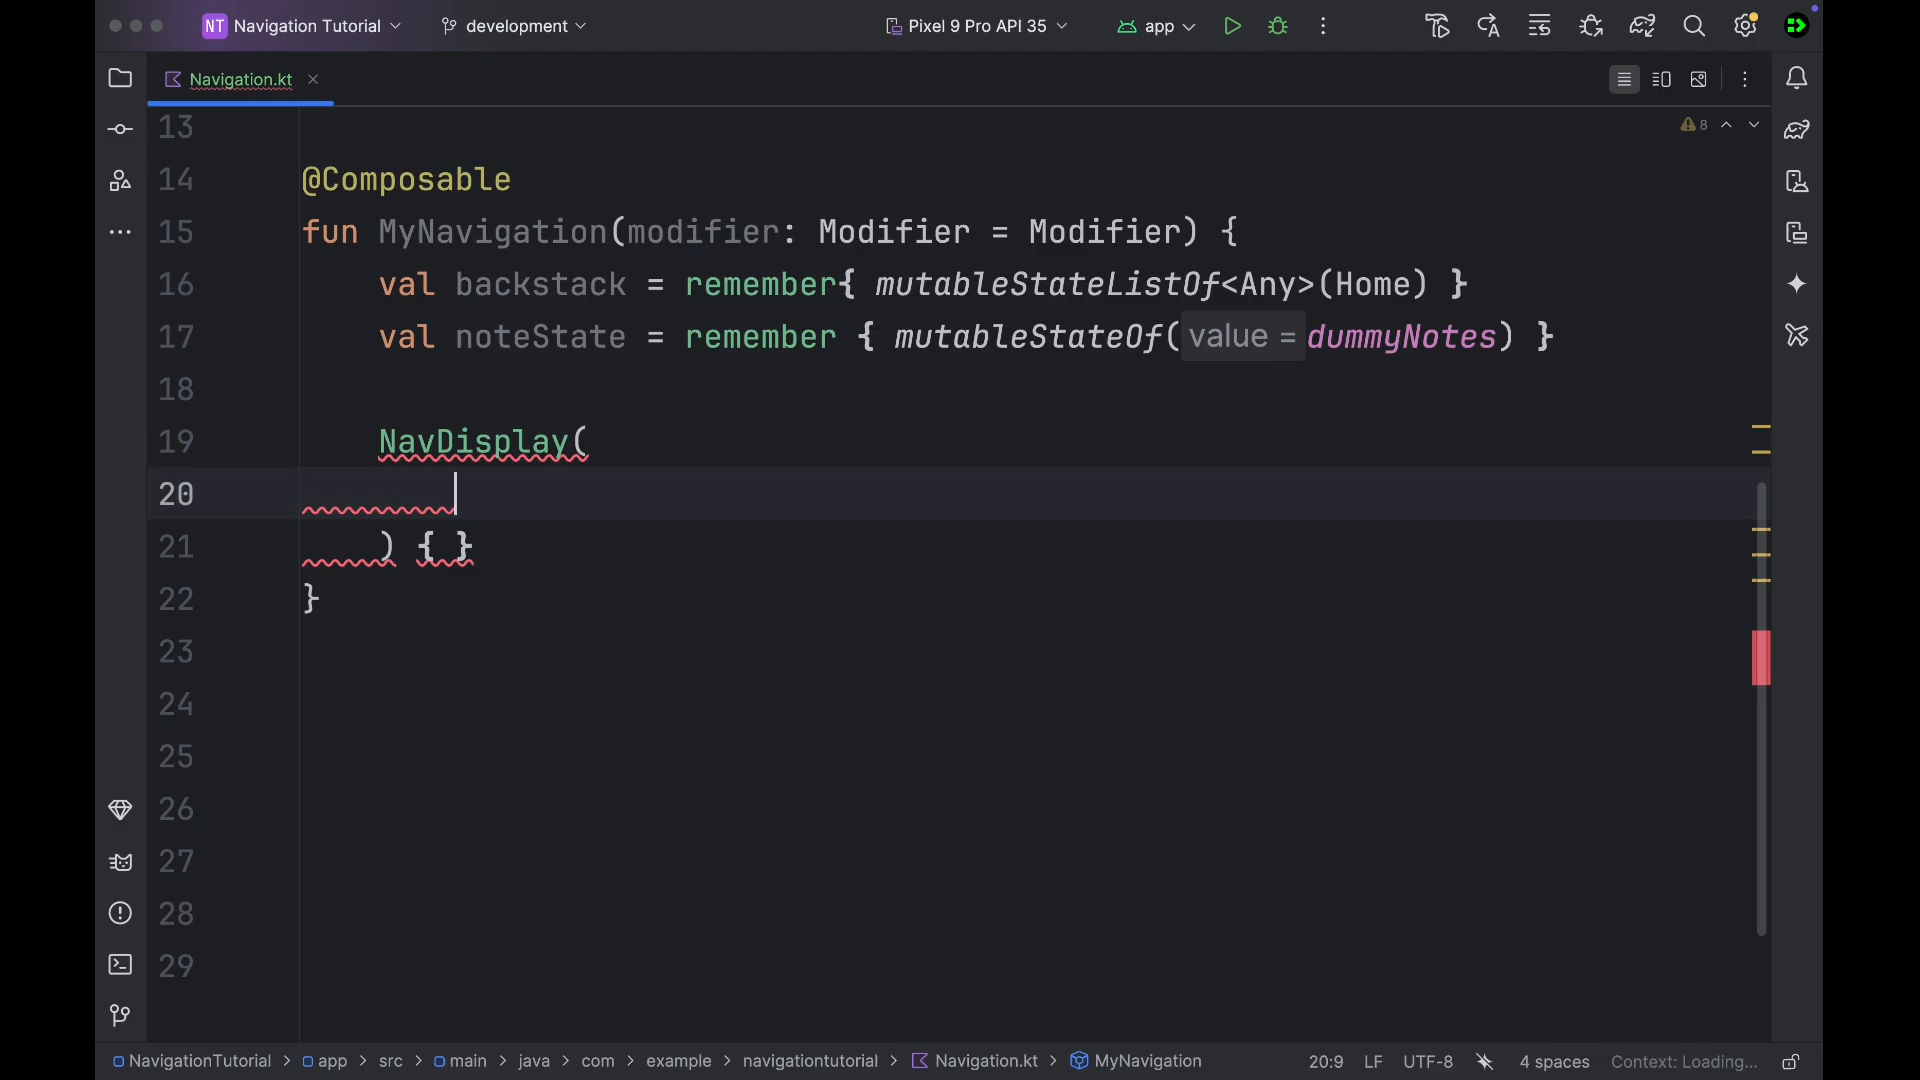 NT Navigation Tutorial development Pixel 9 Pro API 35 app
Navigation.kt
8
13
14 @Composable
15 fun MyNavigation(modifier: Modifier = Modifier) {
16 val backstack = remember{ mutableStateListOf<Any>(Home) }
17 val noteState = remember { mutableStateOf(value = dummyNotes) }
18
19 NavDisplay(
20
21 ) { }
22 }
23
24
25
26
27
28
29
NavigationTutorial > app > src > main > java > com > example > navigationtutorial > Navigation.kt > MyNavigation 20:9 LF UTF-8 4 spaces Context: Loading...